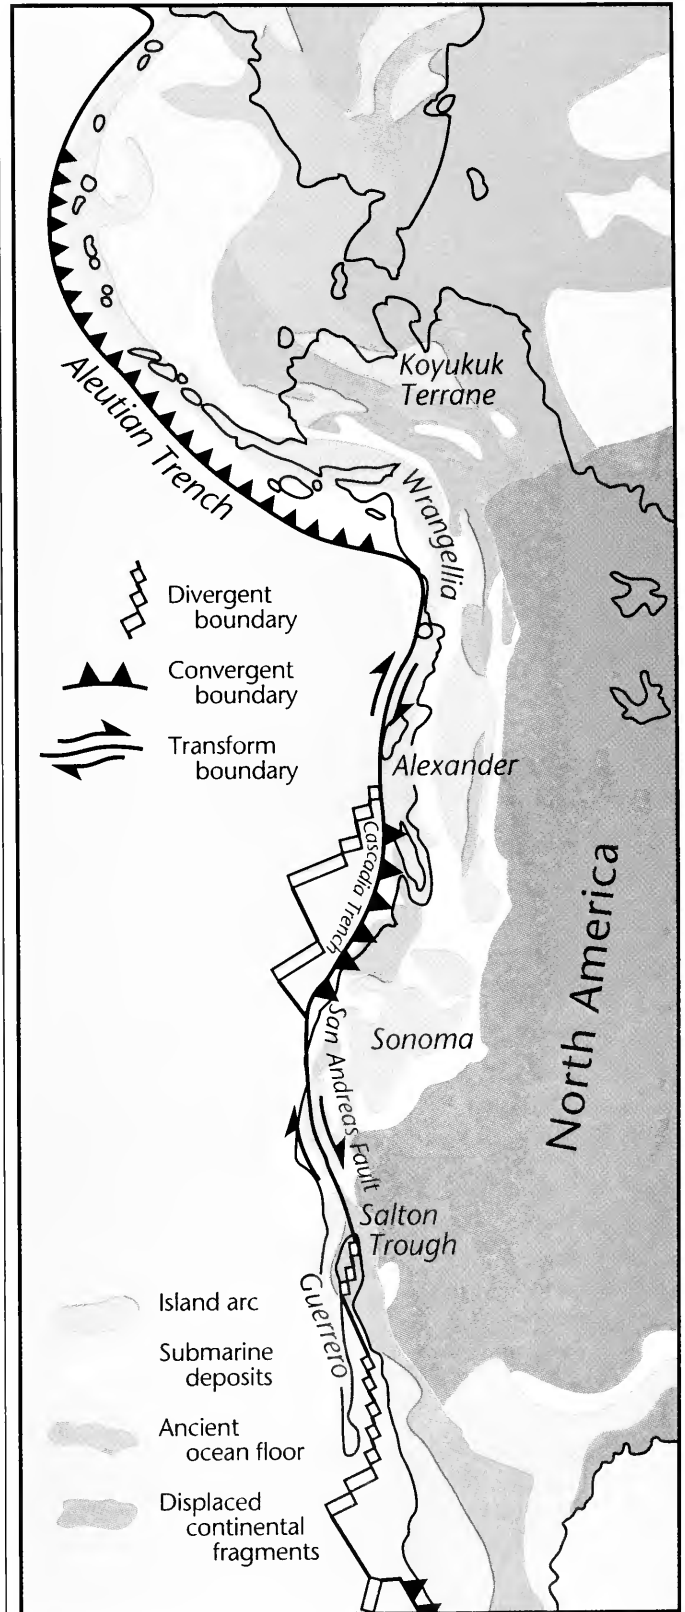 Koyukuk
Terrane
Aleutian Trench
Wrangellia
Divergent
boundary
Convergent
boundary
Transform
boundary
Alexander
Cascadia Trench
North America
San Andreas Fault
Sonoma
Salton
Trough
Guerrero
Island arc
Submarine
deposits
Ancient
ocean floor
Displaced
continental
fragments